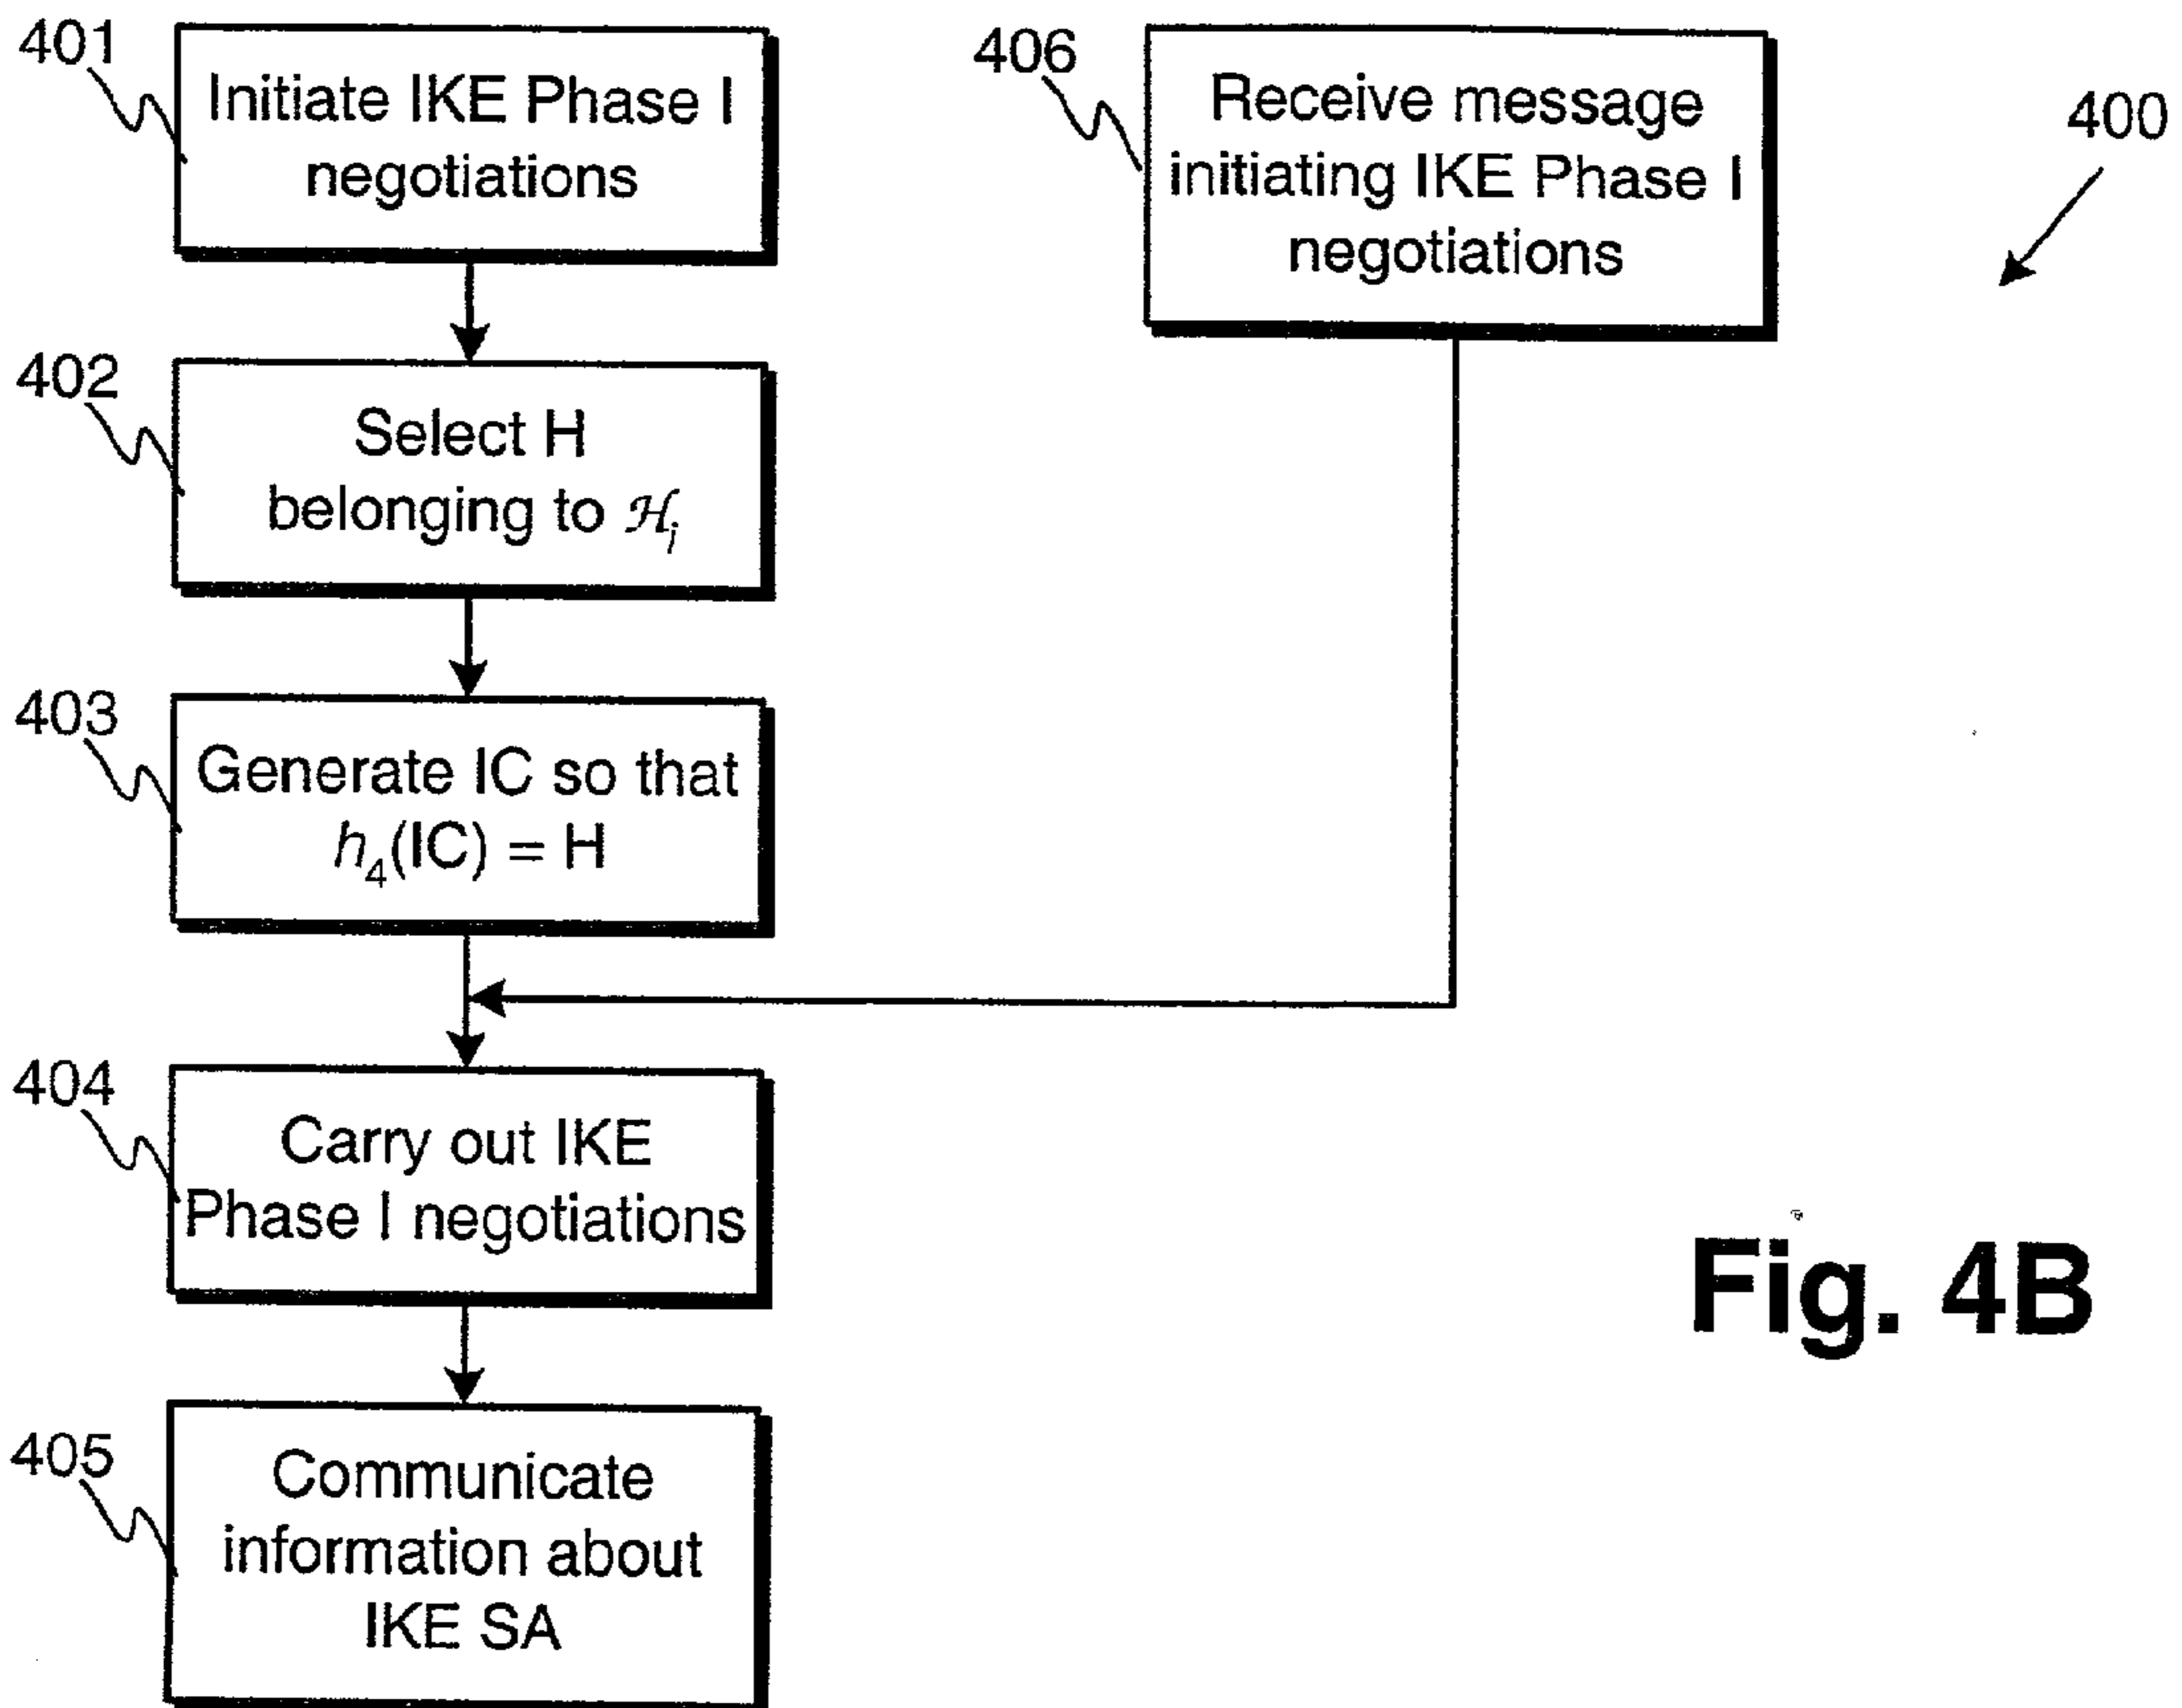 401
Initiate IKE Phase I
negotiations
406
Receive message
initiating IKE Phase I
negotiations
400
402
Select H
belonging to ℋᵢ
403
Generate IC so that
h₄(IC) = H
404
Carry out IKE
Phase I negotiations
405
Communicate
information about
IKE SA
Fig. 4B